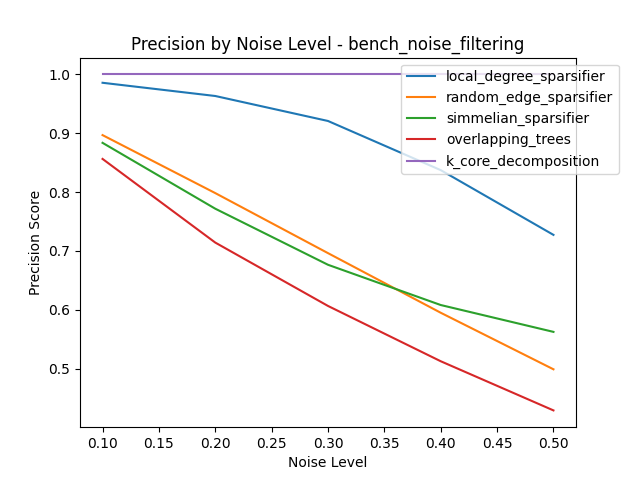 Precision by Noise Level - bench_noise_filtering
local_degree_sparsifier
random_edge_sparsifier
simmelian_sparsifier
overlapping_trees
k_core_decomposition
Precision Score
1.0
0.9
0.8
0.7
0.6
0.5
0.10 0.15 0.20 0.25 0.30 0.35 0.40 0.45 0.50
Noise Level